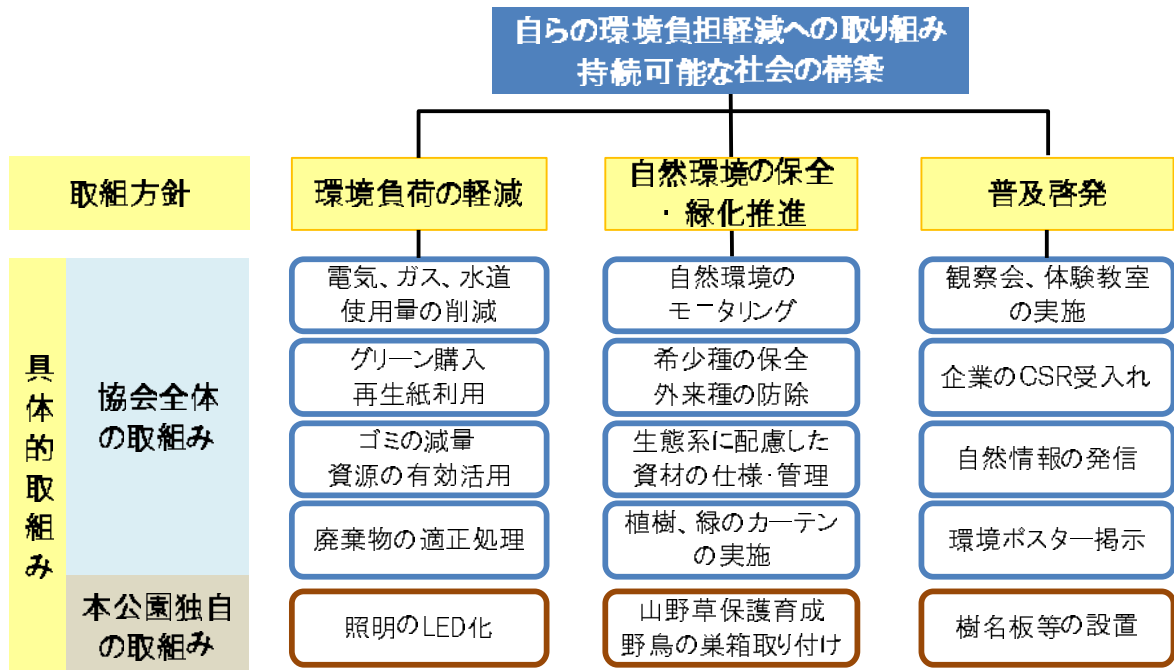 自らの環境負担軽減への取り組み
持続可能な社会の構築
取組方針
環境負荷の軽減
自然環境の保全
・緑化推進
普及啓発
具体的取組み
協会全体
の取組み
電気、ガス、水道
使用量の削減
グリーン購入
再生紙利用
ゴミの減量
資源の有効活用
廃棄物の適正処理
自然環境の
モニタリング
希少種の保全
外来種の防除
生態系に配慮した
資材の仕様・管理
植樹、緑のカーテン
の実施
観察会、体験教室
の実施
企業のCSR受入れ
自然情報の発信
環境ポスター掲示
本公園独自
の取組み
照明のLED化
山野草保護育成
野鳥の巣箱取り付け
樹名板等の設置